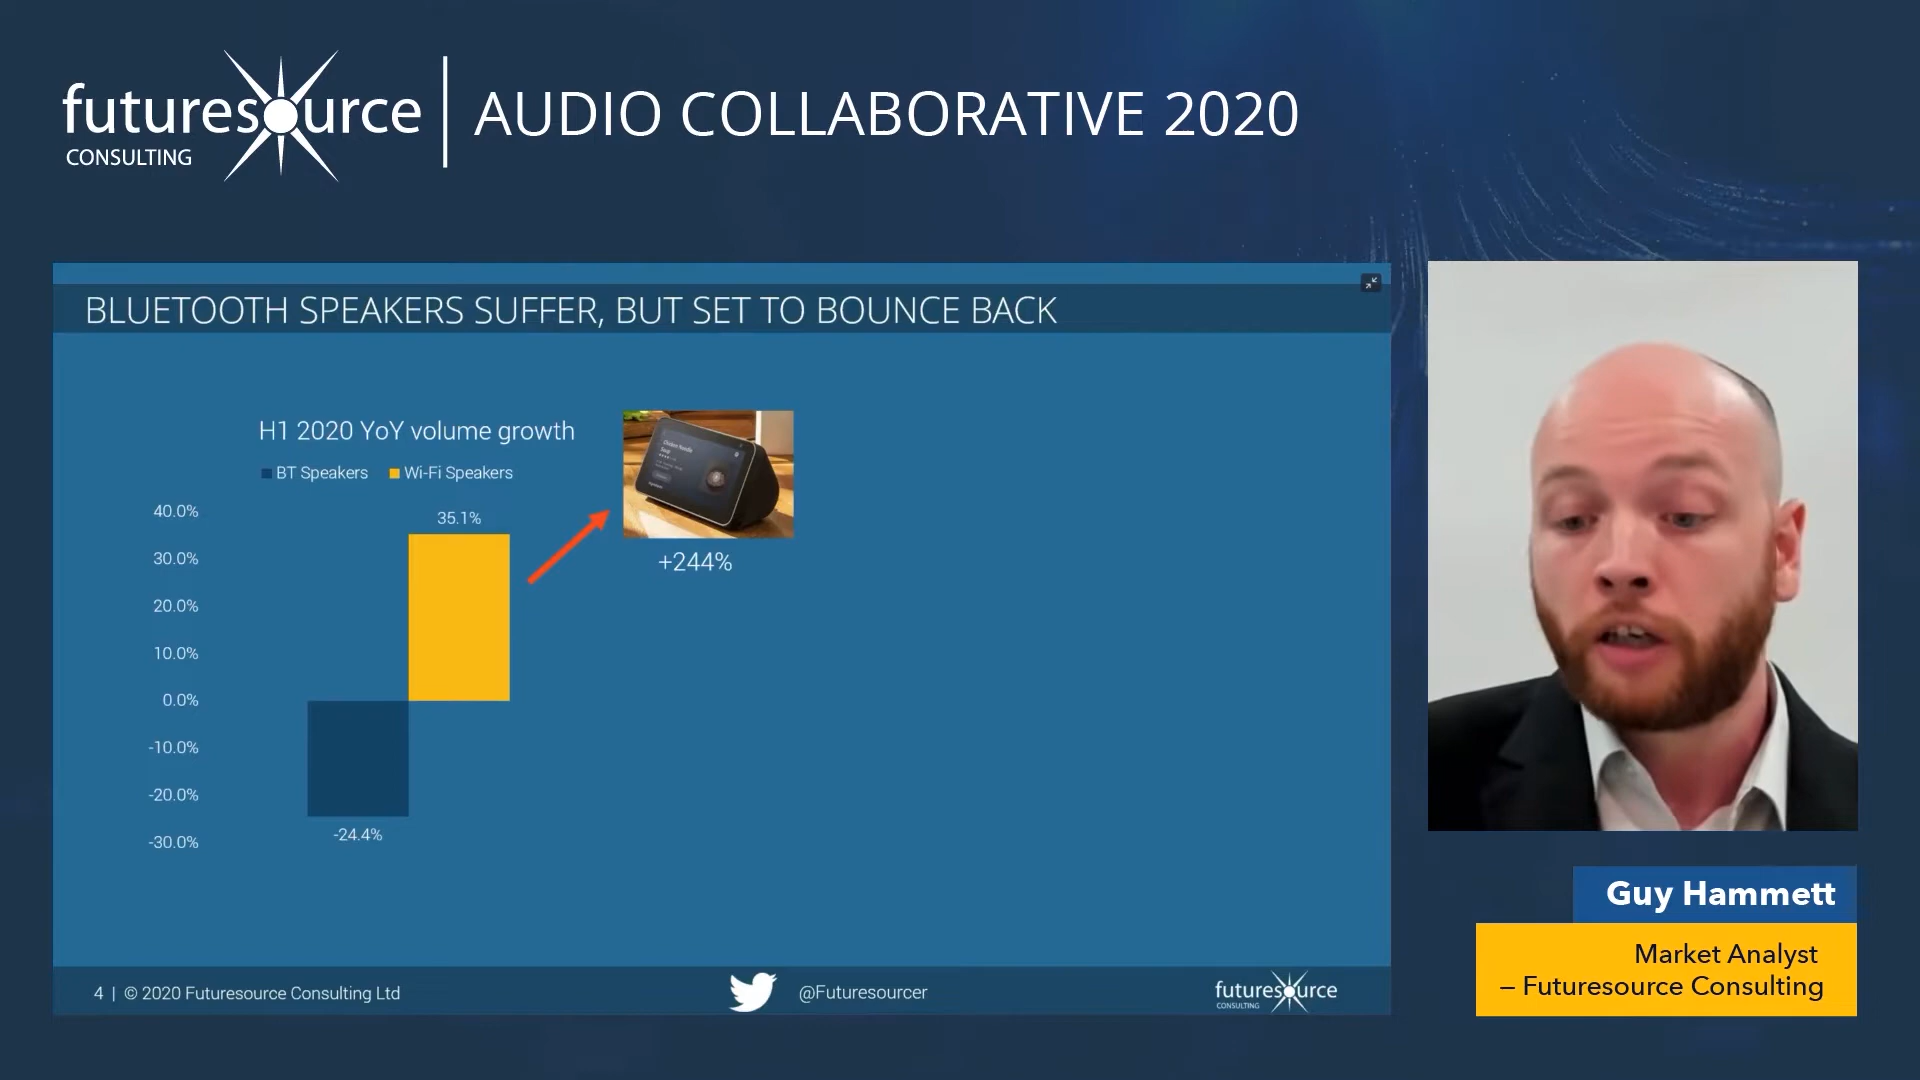 futuresource
CONSULTING
AUDIO COLLABORATIVE 2020
BLUETOOTH SPEAKERS SUFFER, BUT SET TO BOUNCE BACK
H1 2020 YoY volume growth
BT Speakers
Wi-Fi Speakers
40.0%
30.0%
20.0%
10.0%
0.0%
-10.0%
-20.0%
-30.0%
35.1%
-24.4%
+244%
4 | © 2020 Futuresource Consulting Ltd
@Futuresourcer
futuresource
CONSULTING
Guy Hammett
Market Analyst
– Futuresource Consulting